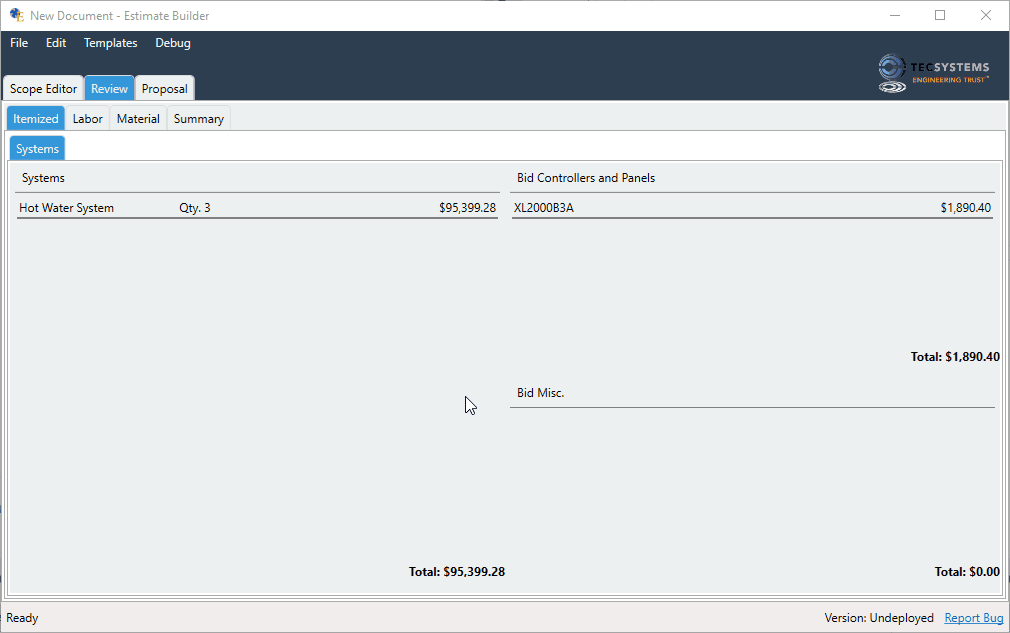 New Document - Estimate Builder
File Edit Templates Debug
TECSYSTEMS
ENGINEERING TRUST
Scope Editor Review Proposal
Itemized Labor Material Summary
Systems
Systems Bid Controllers and Panels
Hot Water System Qty. 3 $95,399.28 XL2000B3A $1,890.40
Total: $1,890.40
Bid Misc.
Total: $95,399.28 Total: $0.00
Ready Version: Undeployed Report Bug